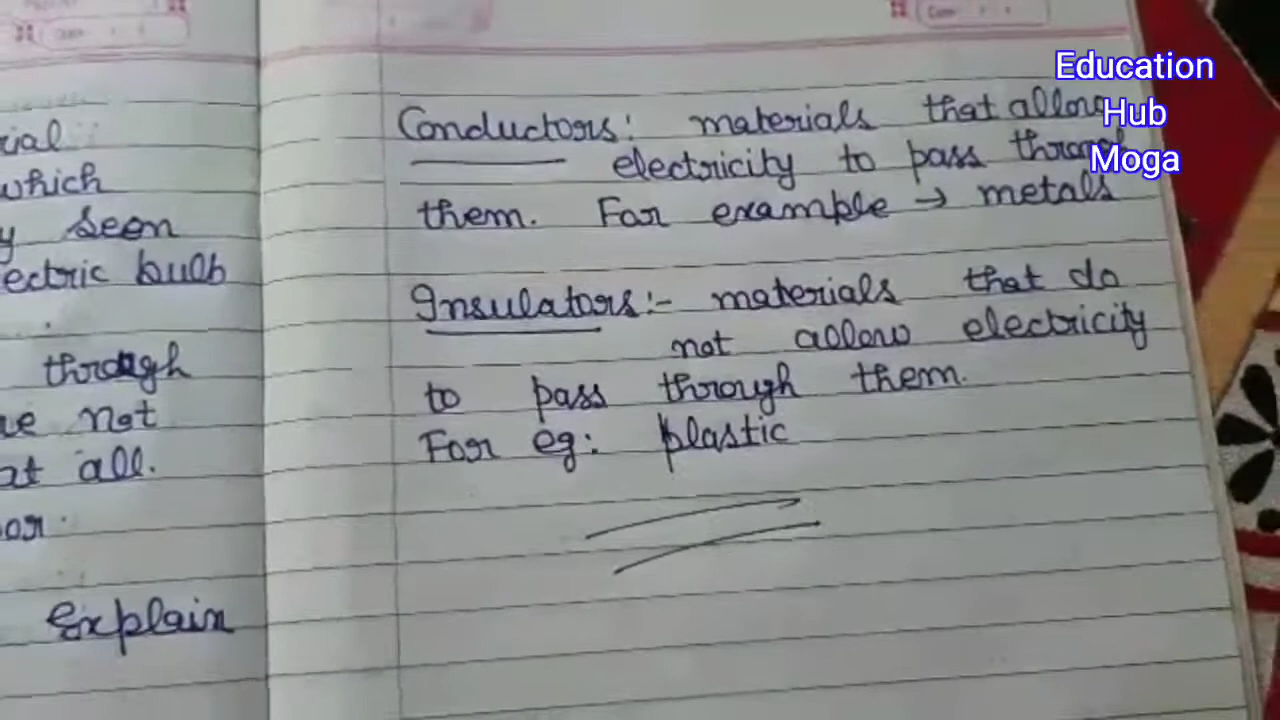 rial
which
y seen
ectric bulb
through
ve not
at all.
or.
Explain
Conductors: materials that allow
electricity to pass through
them. For example → metals
Insulators:- materials that do
not allow electricity
to pass through them.
For eg: plastic
Education
Hub
Moga